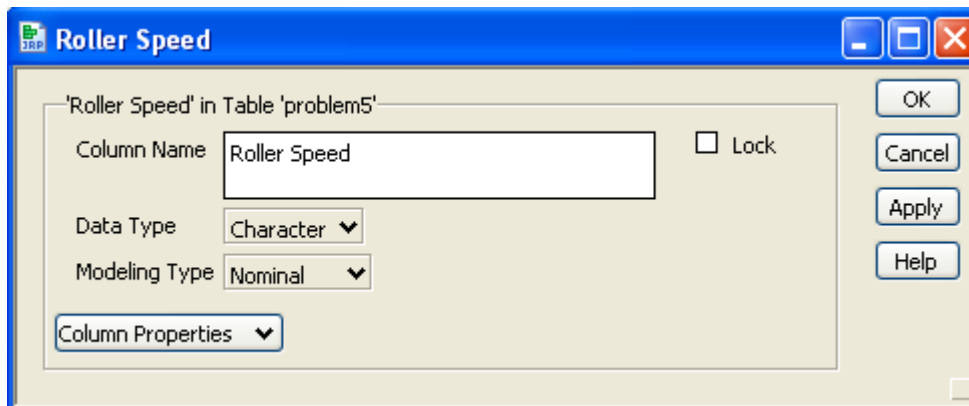 JRP Roller Speed
'Roller Speed' in Table 'problem5'
Column Name Roller Speed Lock
Data Type Character
Modeling Type Nominal
Column Properties
OK
Cancel
Apply
Help